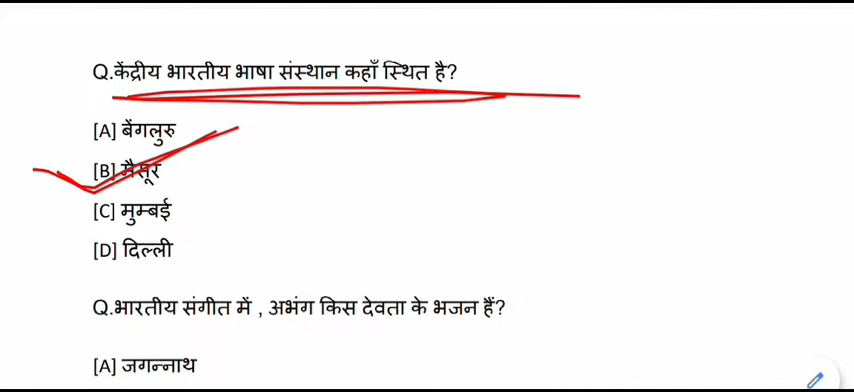 Q.केंद्रीय भारतीय भाषा संस्थान कहाँ स्थित है?
[A] बेंगलुरु
[B] मैसूर
[C] मुम्बई
[D] दिल्ली
Q.भारतीय संगीत में , अभंग किस देवता के भजन हैं?
[A] जगन्नाथ